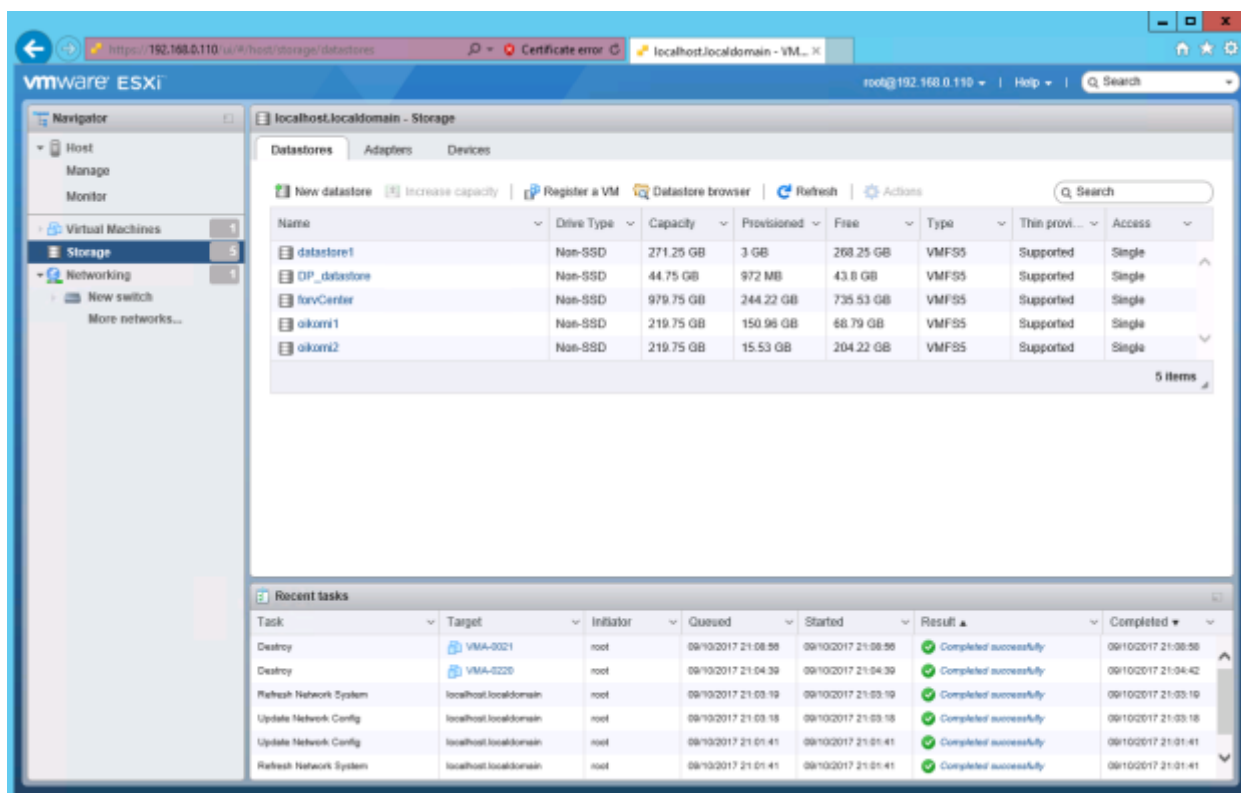 https://192.168.0.110/ui/#/host/storage/datastores Certificate error localhost.localdomain - VM...
vmware ESXi root@192.168.0.110 | Help | Search
Navigator
Host
Manage
Monitor
Virtual Machines 1
Storage 5
Networking 1
New switch
More networks...
localhost.localdomain - Storage
Datastores Adapters Devices
New datastore Increase capacity | Register a VM Datastore browser | Refresh | Actions Search
Name Drive Type Capacity Provisioned Free Type Thin provi... Access
datastore1 Non-SSD 271.25 GB 3 GB 268.25 GB VMFS5 Supported Single
DP_datastore Non-SSD 44.75 GB 972 MB 43.8 GB VMFS5 Supported Single
forvCenter Non-SSD 979.75 GB 244.22 GB 735.53 GB VMFS5 Supported Single
oikomi1 Non-SSD 219.75 GB 150.96 GB 68.79 GB VMFS5 Supported Single
oikomi2 Non-SSD 219.75 GB 15.53 GB 204.22 GB VMFS5 Supported Single
5 items
Recent tasks
Task Target Initiator Queued Started Result Completed
Destroy VMA-0021 root 09/10/2017 21:08:56 09/10/2017 21:08:56 Completed successfully 09/10/2017 21:08:58
Destroy VMA-0220 root 09/10/2017 21:04:39 09/10/2017 21:04:39 Completed successfully 09/10/2017 21:04:42
Refresh Network System localhost.localdomain root 09/10/2017 21:03:19 09/10/2017 21:03:19 Completed successfully 09/10/2017 21:03:19
Update Network Config localhost.localdomain root 09/10/2017 21:03:18 09/10/2017 21:03:18 Completed successfully 09/10/2017 21:03:18
Update Network Config localhost.localdomain root 09/10/2017 21:01:41 09/10/2017 21:01:41 Completed successfully 09/10/2017 21:01:41
Refresh Network System localhost.localdomain root 09/10/2017 21:01:41 09/10/2017 21:01:41 Completed successfully 09/10/2017 21:01:41